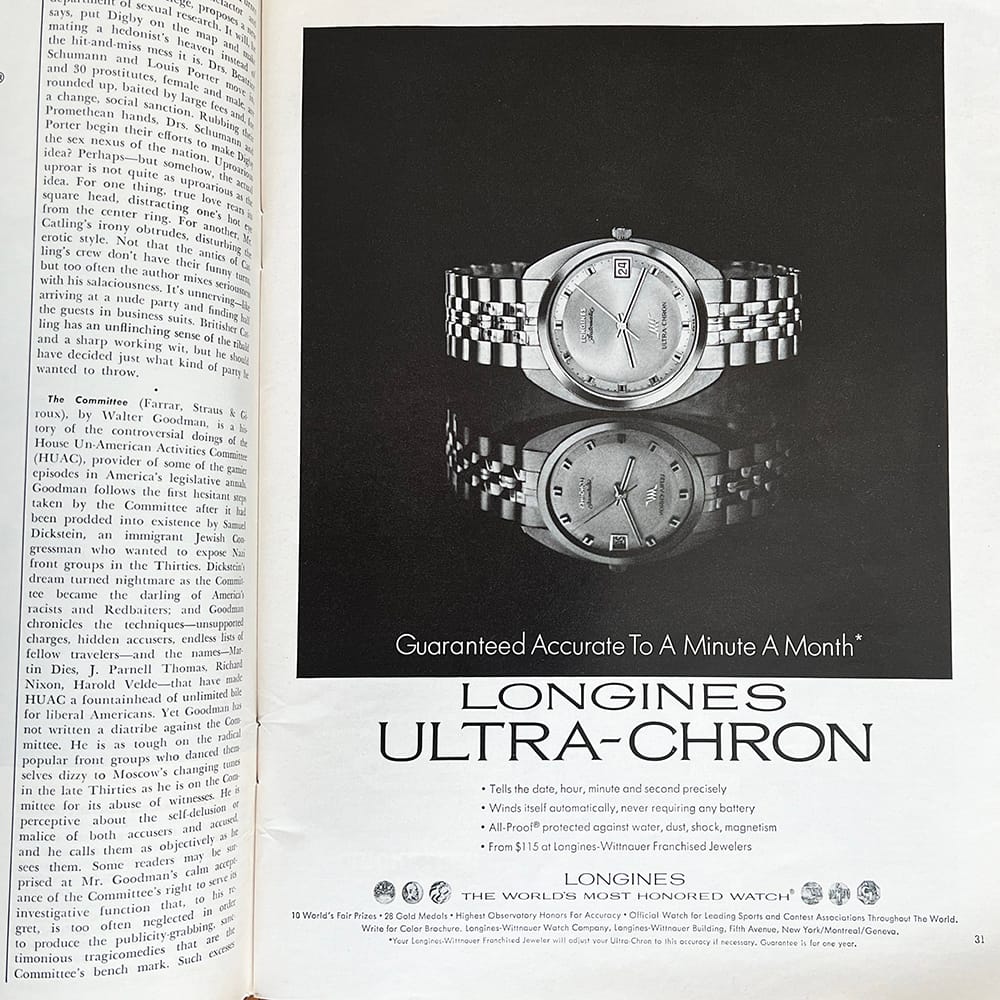 department of sexual research. It will,
says, put Digby on the map and
mating a hedonist's heaven instead of
the hit-and-miss mess it is. Drs. Beatrice
Schumann and Louis Porter move in,
and 30 prostitutes, female and male, are
rounded up, baited by large fees and, for
a change, social sanction. Rubbing their
Promethean hands, Drs. Schumann and
Porter begin their efforts to make Digby
the sex nexus of the nation. Uproarious
idea? Perhaps—but somehow, the actual
uproar is not quite as uproarious as the
idea. For one thing, true love rears its
square head, distracting one's hot eye
from the center ring. For another, Mr.
Catling's irony obtrudes, disturbing the
erotic style. Not that the antics of Cat
ling's crew don't have their funny turns,
but too often the author mixes seriousness
with his salaciousness. It's unnerving—like
arriving at a nude party and finding half
the guests in business suits. Britisher Cat
ling has an unflinching sense of the ribald
and a sharp working wit, but he should
have decided just what kind of party he
wanted to throw.
•
The Committee (Farrar, Straus & Gi
roux), by Walter Goodman, is a his
tory of the controversial doings of the
House Un-American Activities Committee
(HUAC), provider of some of the gamier
episodes in America's legislative annals.
Goodman follows the first hesitant steps
taken by the Committee after it had
been prodded into existence by Samuel
Dickstein, an immigrant Jewish Con
gressman who wanted to expose Nazi
front groups in the Thirties. Dickstein's
dream turned nightmare as the Commit-
tee became the darling of America's
racists and Redbaiters; and Goodman
chronicles the techniques—unsupported
charges, hidden accusers, endless lists of
fellow travelers—and the names—Mar-
tin Dies, J. Parnell Thomas, Richard
Nixon, Harold Velde—that have made
HUAC a fountainhead of unlimited bile
for liberal Americans. Yet Goodman has
not written a diatribe against the Com-
mittee. He is as tough on the radical
popular front groups who danced them-
selves dizzy to Moscow's changing tunes
in the late Thirties as he is on the Com-
mittee for its abuse of witnesses. He is
perceptive about the self-delusion or
malice of both accusers and accused,
and he calls them as objectively as he
sees them. Some readers may be sur-
prised at Mr. Goodman's calm accept-
ance of the Committee's right to serve its
investigative function that, to his re-
gret, is too often neglected in order
to produce the publicity-grabbing, sanc-
timonious tragicomedies that are the
Committee's bench mark. Such excesses
LONGINES
Automatic
24
ULTRA-CHRON
Guaranteed Accurate To A Minute A Month*
LONGINES
ULTRA-CHRON
• Tells the date, hour, minute and second precisely
• Winds itself automatically, never requiring any battery
• All-Proof® protected against water, dust, shock, magnetism
• From $115 at Longines-Wittnauer Franchised Jewelers
LONGINES
THE WORLD'S MOST HONORED WATCH®
10 World's Fair Prizes • 28 Gold Medals • Highest Observatory Honors For Accuracy • Official Watch for Leading Sports and Contest Associations Throughout The World.
Write for Color Brochure. Longines-Wittnauer Watch Company, Longines-Wittnauer Building, Fifth Avenue, New York/Montreal/Geneva.
*Your Longines-Wittnauer Franchised Jeweler will adjust your Ultra-Chron to this accuracy if necessary. Guarantee is for one year.
31